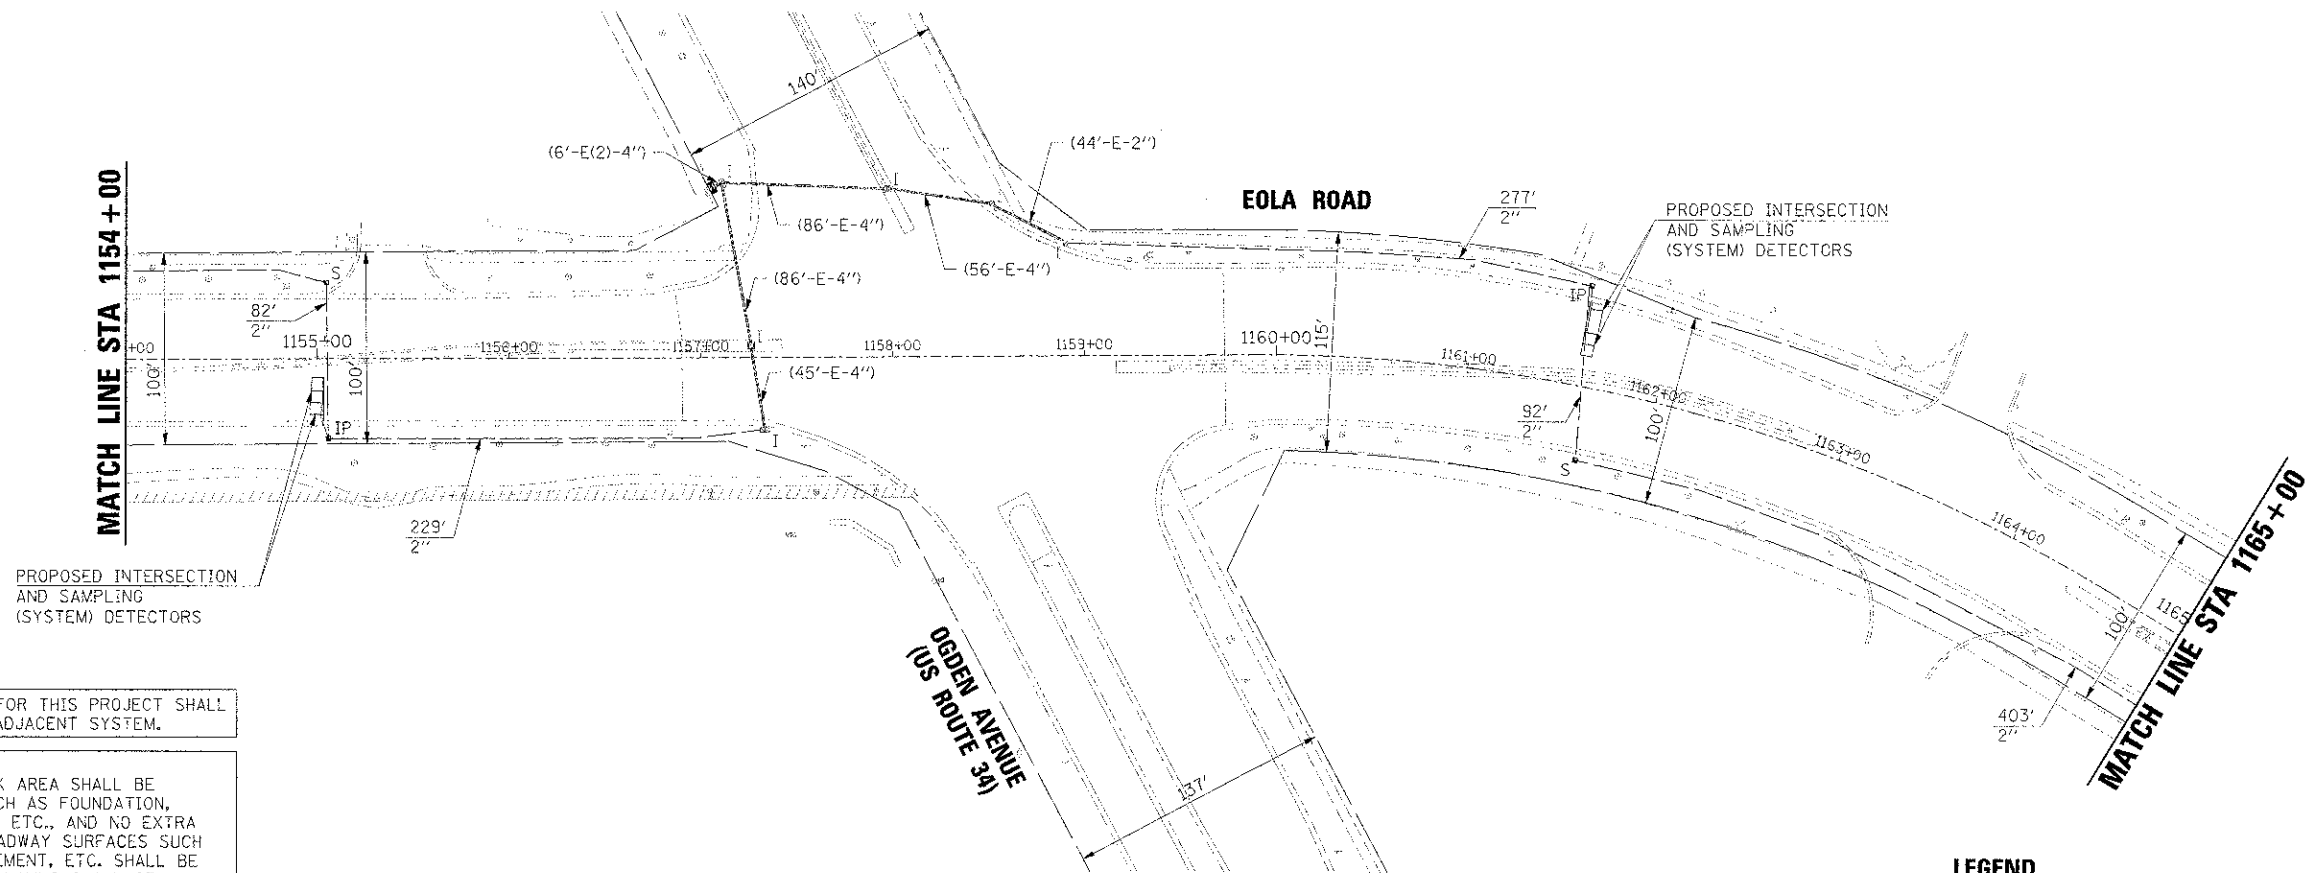 140'
(6'-E(2)-4'')
(44'-E-2'')
MATCH LINE STA 1154+00
EOLA ROAD
277'
2''
PROPOSED INTERSECTION
AND SAMPLING
(SYSTEM) DETECTORS
(86'-E-4'')
(56'-E-4'')
S
(86'-E-4'')
I
I
I
IP
82'
2''
+00
1155+00
1156+00
1157+00
I
1158+00
1159+00
1160+00
1161+00
1162+00
1163+00
1164+00
1165
100'
100'
115'
(45'-E-4'')
92'
2''
100'
IP
I
S
229'
2''
PROPOSED INTERSECTION
AND SAMPLING
(SYSTEM) DETECTORS
OGDEN AVENUE
(US ROUTE 34)
137'
100'
403'
2''
MATCH LINE STA 1165+00
FOR THIS PROJECT SHALL
ADJACENT SYSTEM.
K AREA SHALL BE
CH AS FOUNDATION,
ETC., AND NO EXTRA
ADWAY SURFACES SUCH
EMENT, ETC. SHALL BE
LEGEND